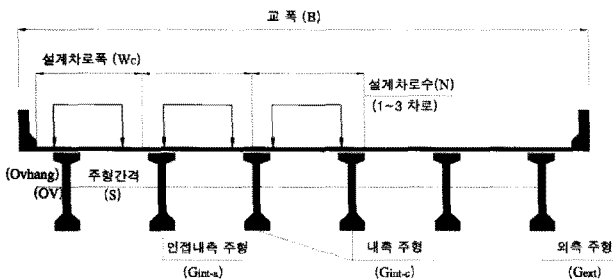 교 폭 (B)
설계차로폭 (Wc)
설계차로수(N)
(1~3 차로)
(Ovhang)
(OV)
주형간격
(S)
인접내측 주형
(Gint-a)
내측 주형
(Gint-c)
외측 주형
(Gext)